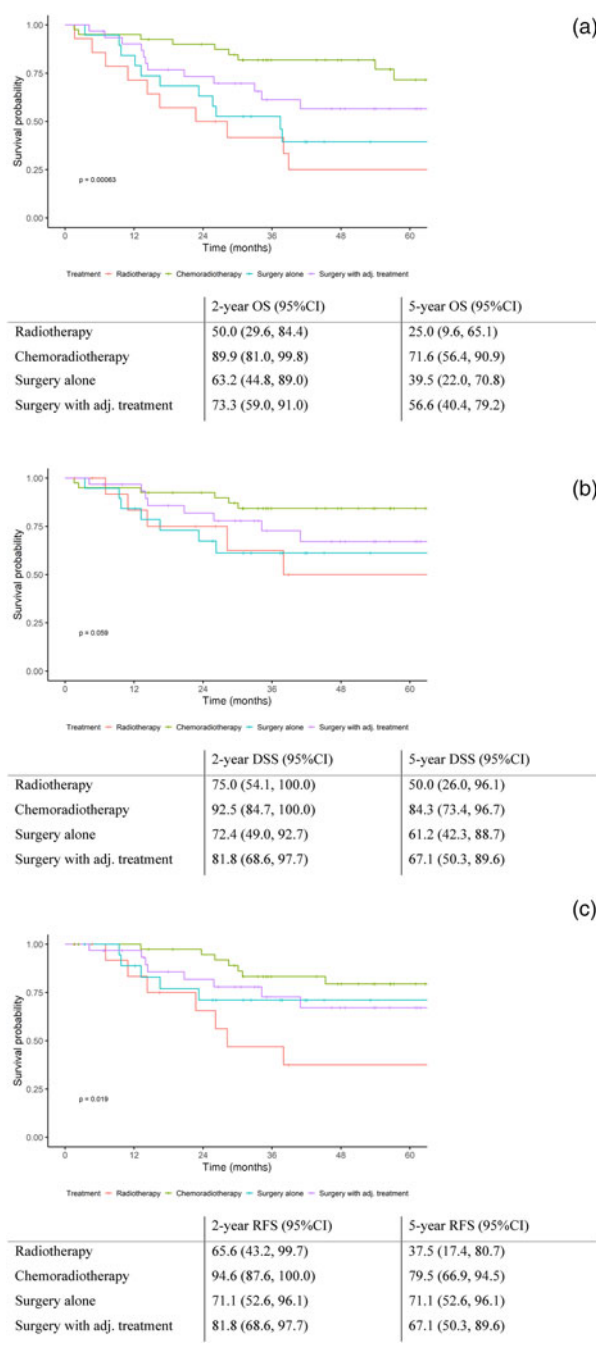 (a)
1.00
0.75
0.50
0.25
0.00
Survival probability
p = 0.00063
0 12 24 36 48 60
Time (months)
Treatment Radiotherapy Chemoradiotherapy Surgery alone Surgery with adj. treatment
2-year OS (95%CI) 5-year OS (95%CI)
Radiotherapy 50.0 (29.6, 84.4) 25.0 (9.6, 65.1)
Chemoradiotherapy 89.9 (81.0, 99.8) 71.6 (56.4, 90.9)
Surgery alone 63.2 (44.8, 89.0) 39.5 (22.0, 70.8)
Surgery with adj. treatment 73.3 (59.0, 91.0) 56.6 (40.4, 79.2)
(b)
1.00
0.75
0.50
0.25
0.00
Survival probability
p = 0.059
0 12 24 36 48 60
Time (months)
Treatment Radiotherapy Chemoradiotherapy Surgery alone Surgery with adj. treatment
2-year DSS (95%CI) 5-year DSS (95%CI)
Radiotherapy 75.0 (54.1, 100.0) 50.0 (26.0, 96.1)
Chemoradiotherapy 92.5 (84.7, 100.0) 84.3 (73.4, 96.7)
Surgery alone 72.4 (49.0, 92.7) 61.2 (42.3, 88.7)
Surgery with adj. treatment 81.8 (68.6, 97.7) 67.1 (50.3, 89.6)
(c)
1.00
0.75
0.50
0.25
0.00
Survival probability
p = 0.019
0 12 24 36 48 60
Time (months)
Treatment Radiotherapy Chemoradiotherapy Surgery alone Surgery with adj. treatment
2-year RFS (95%CI) 5-year RFS (95%CI)
Radiotherapy 65.6 (43.2, 99.7) 37.5 (17.4, 80.7)
Chemoradiotherapy 94.6 (87.6, 100.0) 79.5 (66.9, 94.5)
Surgery alone 71.1 (52.6, 96.1) 71.1 (52.6, 96.1)
Surgery with adj. treatment 81.8 (68.6, 97.7) 67.1 (50.3, 89.6)